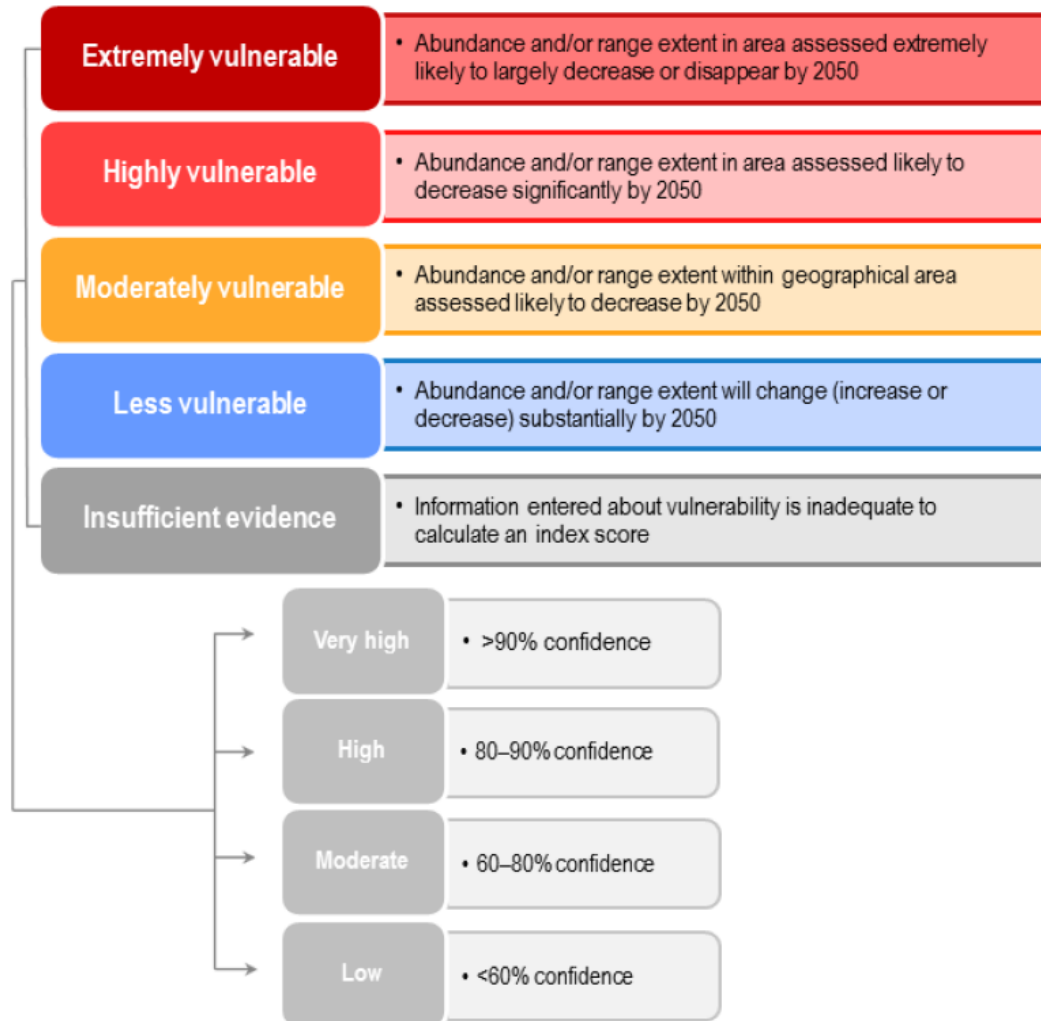 Extremely vulnerable
• Abundance and/or range extent in area assessed extremely
likely to largely decrease or disappear by 2050
Highly vulnerable
• Abundance and/or range extent in area assessed likely to
decrease significantly by 2050
Moderately vulnerable
• Abundance and/or range extent within geographical area
assessed likely to decrease by 2050
Less vulnerable
• Abundance and/or range extent will change (increase or
decrease) substantially by 2050
Insufficient evidence
• Information entered about vulnerability is inadequate to
calculate an index score
Very high
• >90% confidence
High
• 80–90% confidence
Moderate
• 60–80% confidence
Low
• <60% confidence